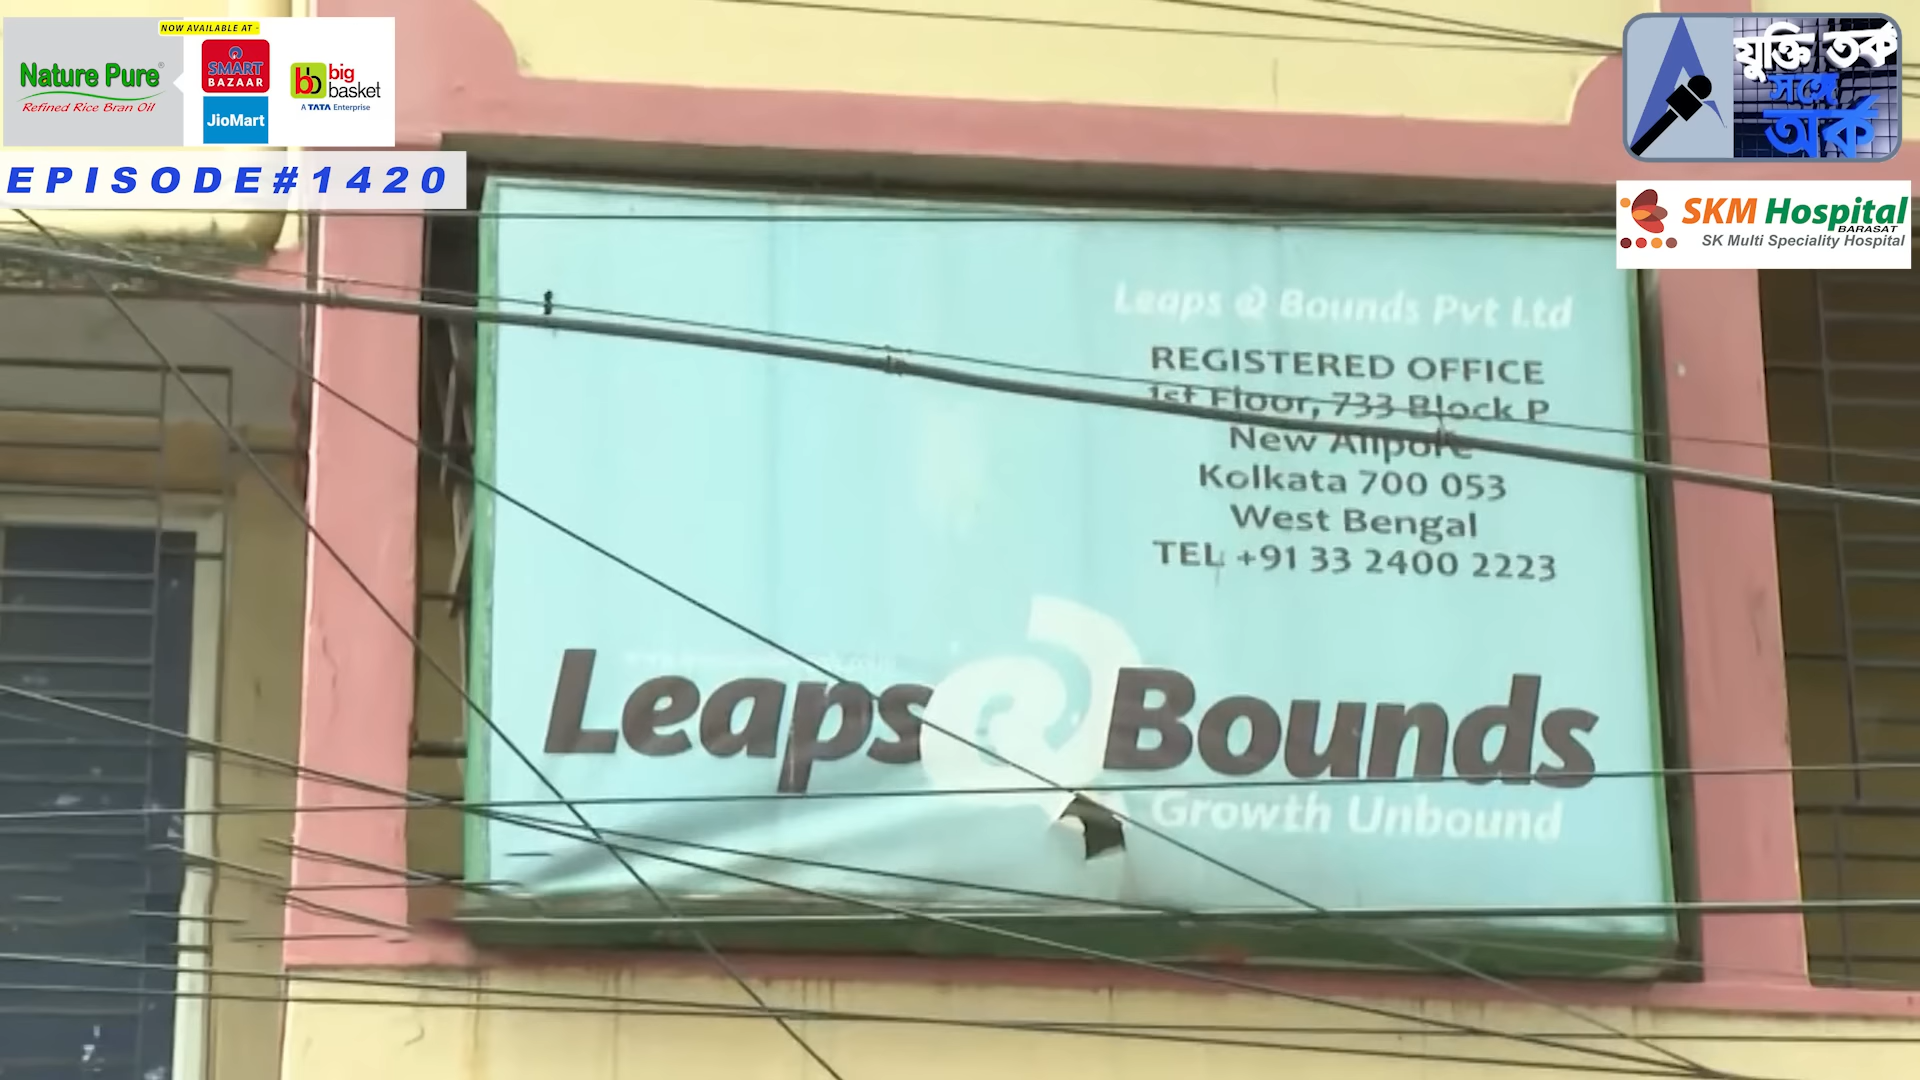 NOW AVAILABLE AT -
Nature Pure
Refined Rice Bran Oil
SMART
BAZAAR
JioMart
bb big
basket
A TATA Enterprise
EPISODE#1420
যুক্তি তর্ক
সঙ্গে
অর্ক
SKM Hospital
BARASAT
SK Multi Speciality Hospital
Leaps & Bounds Pvt Ltd
REGISTERED OFFICE
1st Floor, 733 Block P
New Alipore
Kolkata 700 053
West Bengal
TEL +91 33 2400 2223
Leaps & Bounds
Growth Unbound